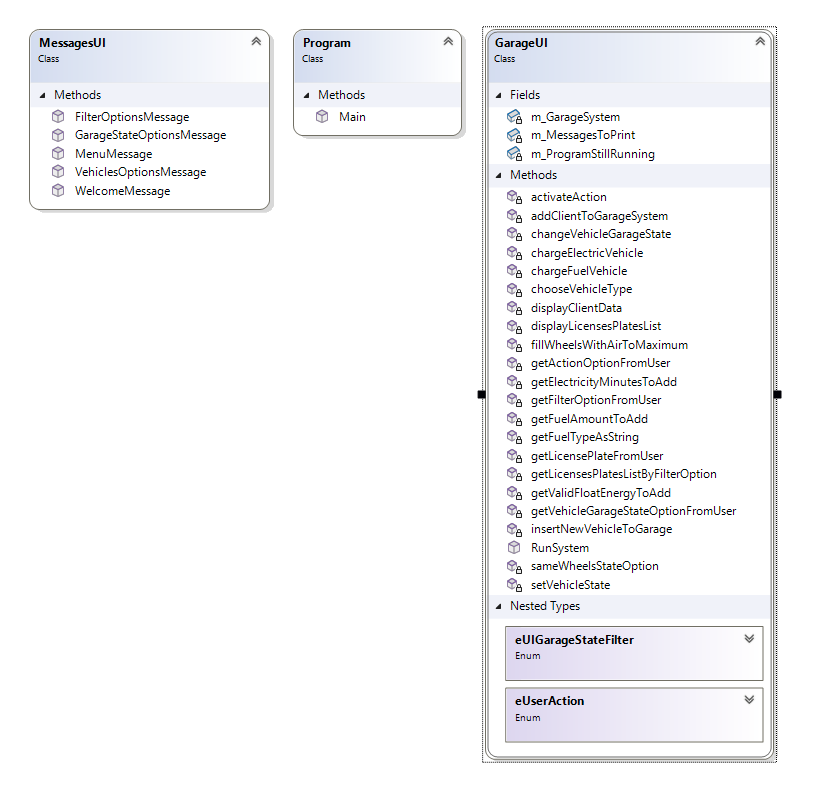 MessagesUI
Class
Methods
FilterOptionsMessage
GarageStateOptionsMessage
MenuMessage
VehiclesOptionsMessage
WelcomeMessage
Program
Class
Methods
Main
GarageUI
Class
Fields
m_GarageSystem
m_MessagesToPrint
m_ProgramStillRunning
Methods
activateAction
addClientToGarageSystem
changeVehicleGarageState
chargeElectricVehicle
chargeFuelVehicle
chooseVehicleType
displayClientData
displayLicensesPlatesList
fillWheelsWithAirToMaximum
getActionOptionFromUser
getElectricityMinutesToAdd
getFilterOptionFromUser
getFuelAmountToAdd
getFuelTypeAsString
getLicensePlateFromUser
getLicensesPlatesListByFilterOption
getValidFloatEnergyToAdd
getVehicleGarageStateOptionFromUser
insertNewVehicleToGarage
RunSystem
sameWheelsStateOption
setVehicleState
Nested Types
eUIGarageStateFilter
Enum
eUserAction
Enum